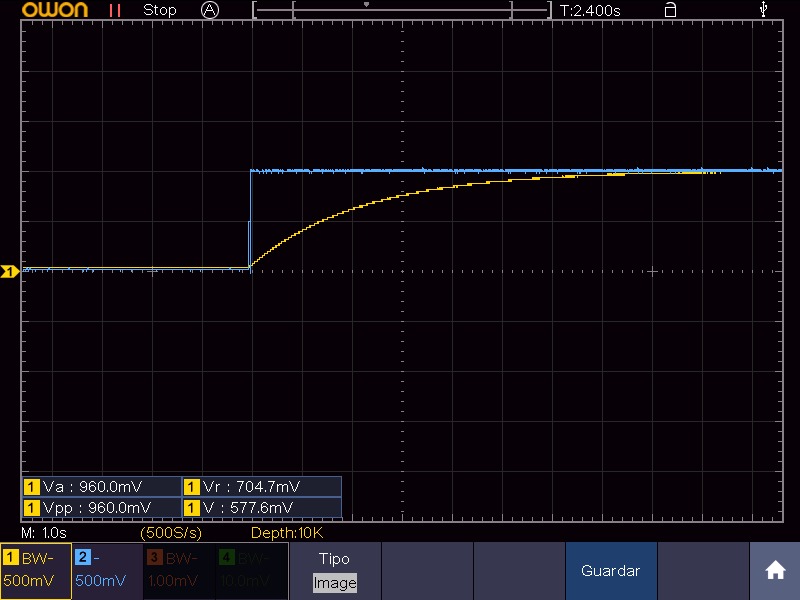 OWON Stop A T:2.400s
1
1 Va : 960.0mV 1 Vr : 704.7mV
1 Vpp : 960.0mV 1 V : 577.6mV
M: 1.0s (500S/s) Depth:10K
1 BW- 2 - 3 BW- 4 BW- Tipo
500mV 500mV 1.00mV 10.0mV Image
Guardar